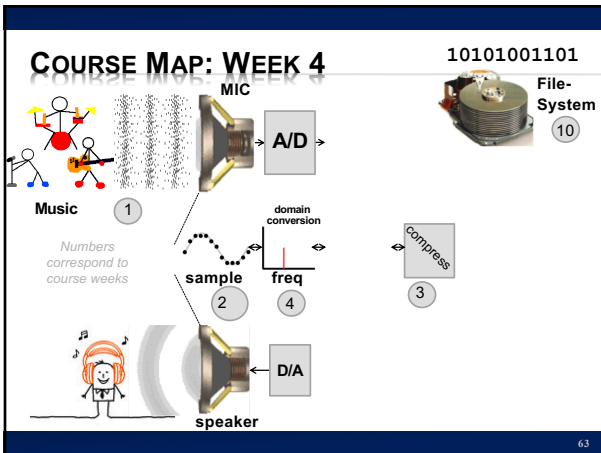 COURSE MAP: WEEK 4
10101001101
MIC
File-
System
10
A/D
Music
1
domain
conversion
Numbers
correspond to
course weeks
compress
sample
freq
2
4
3
D/A
speaker
63